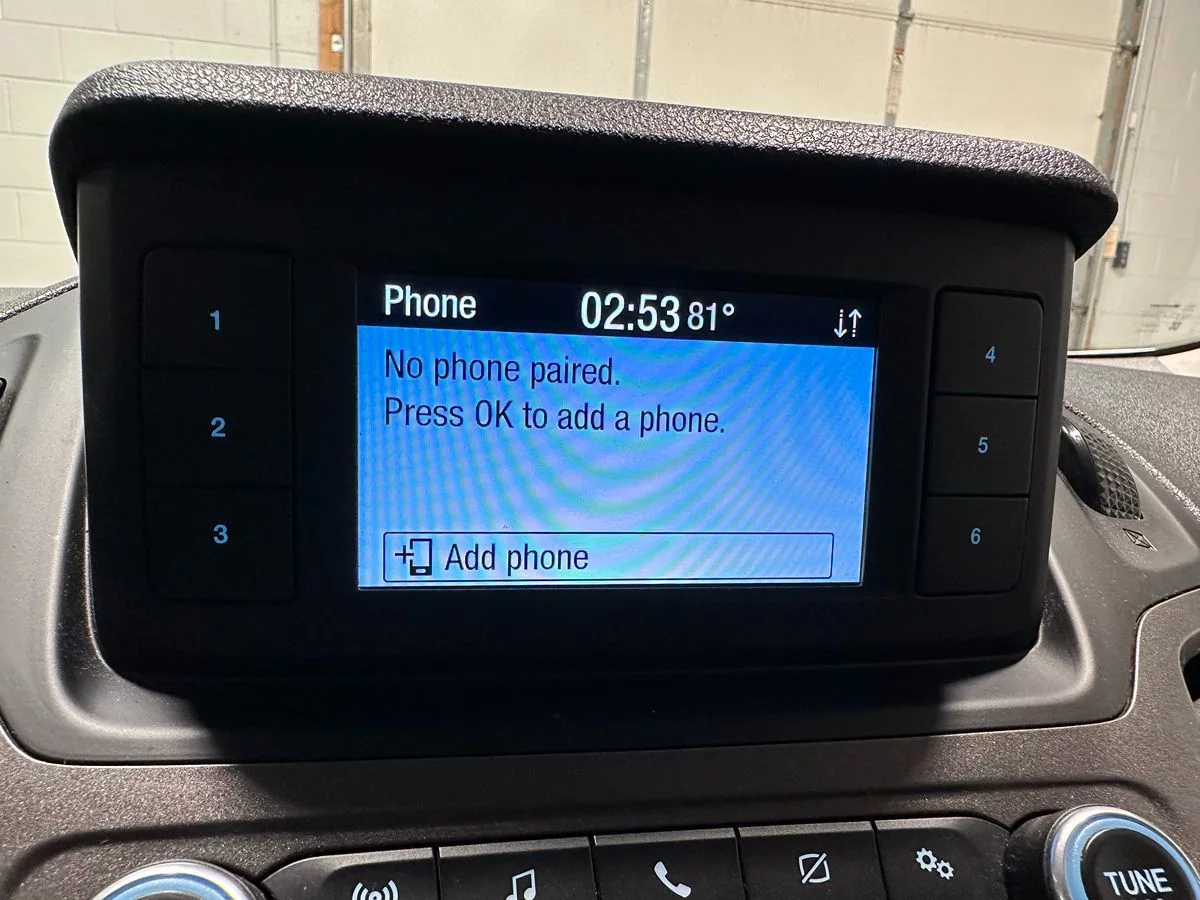 Phone 02:53 81°
No phone paired.
Press OK to add a phone.
Add phone
1
2
3
4
5
6
TUNE